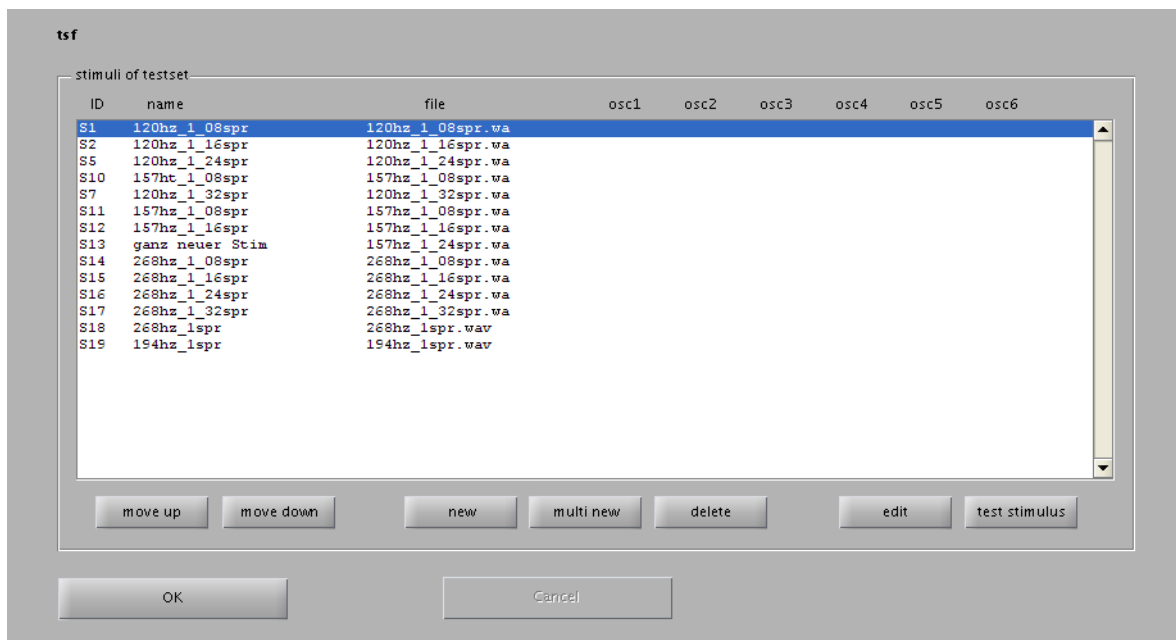 tsf
stimuli of testset
ID name file osc1 osc2 osc3 osc4 osc5 osc6
S1 120hz_1_08spr 120hz_1_08spr.wa
S2 120hz_1_16spr 120hz_1_16spr.wa
S5 120hz_1_24spr 120hz_1_24spr.wa
S10 157ht_1_08spr 157hz_1_08spr.wa
S7 120hz_1_32spr 120hz_1_32spr.wa
S11 157hz_1_08spr 157hz_1_08spr.wa
S12 157hz_1_16spr 157hz_1_16spr.wa
S13 ganz neuer Stim 157hz_1_24spr.wa
S14 268hz_1_08spr 268hz_1_08spr.wa
S15 268hz_1_16spr 268hz_1_16spr.wa
S16 268hz_1_24spr 268hz_1_24spr.wa
S17 268hz_1_32spr 268hz_1_32spr.wa
S18 268hz_1spr 268hz_1spr.wav
S19 194hz_1spr 194hz_1spr.wav
move up move down new multi new delete edit test stimulus
OK Cancel